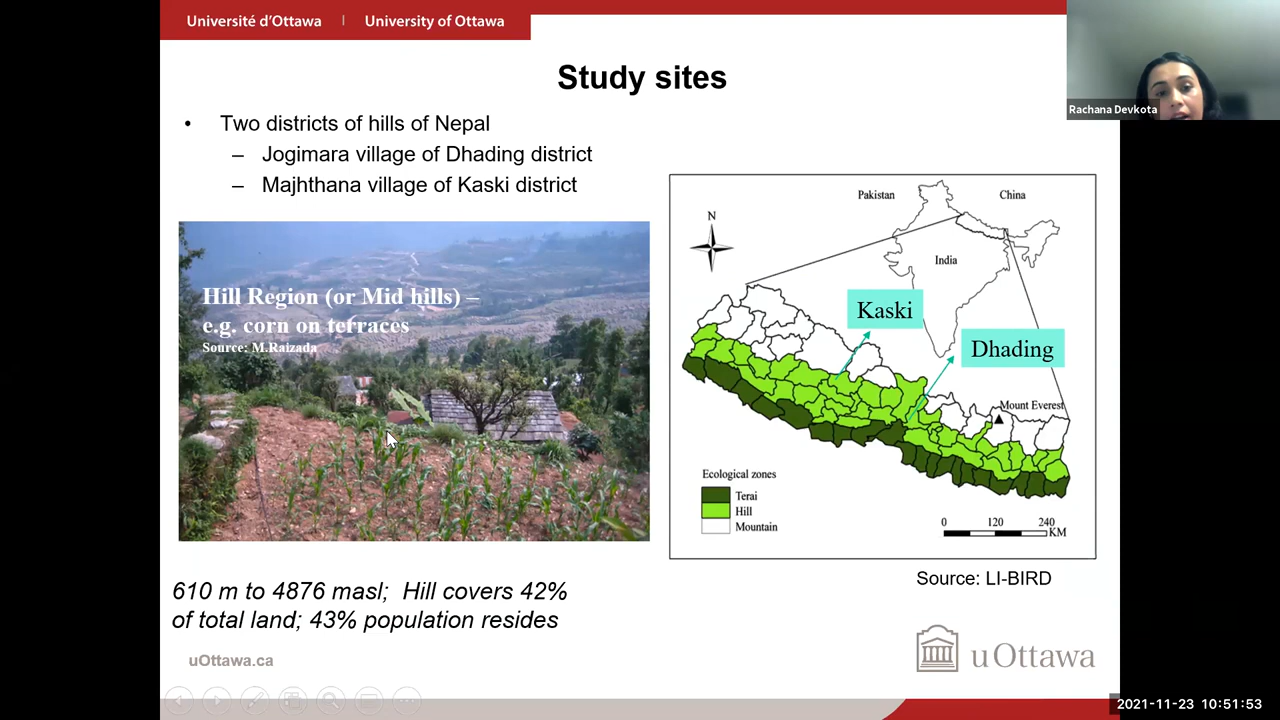 Université d'Ottawa | University of Ottawa
Rachana Devkota
Study sites
• Two districts of hills of Nepal
– Jogimara village of Dhading district
– Majhthana village of Kaski district
Hill Region (or Mid hills) –
e.g. corn on terraces
Source: M.Raizada
Pakistan
China
N
India
Kaski
Dhading
Mount Everest
Ecological zones
Terai
Hill
Mountain
0 120 240
KM
Source: LI-BIRD
610 m to 4876 masl; Hill covers 42%
of total land; 43% population resides
uOttawa.ca
uOttawa
2021-11-23 10:51:53